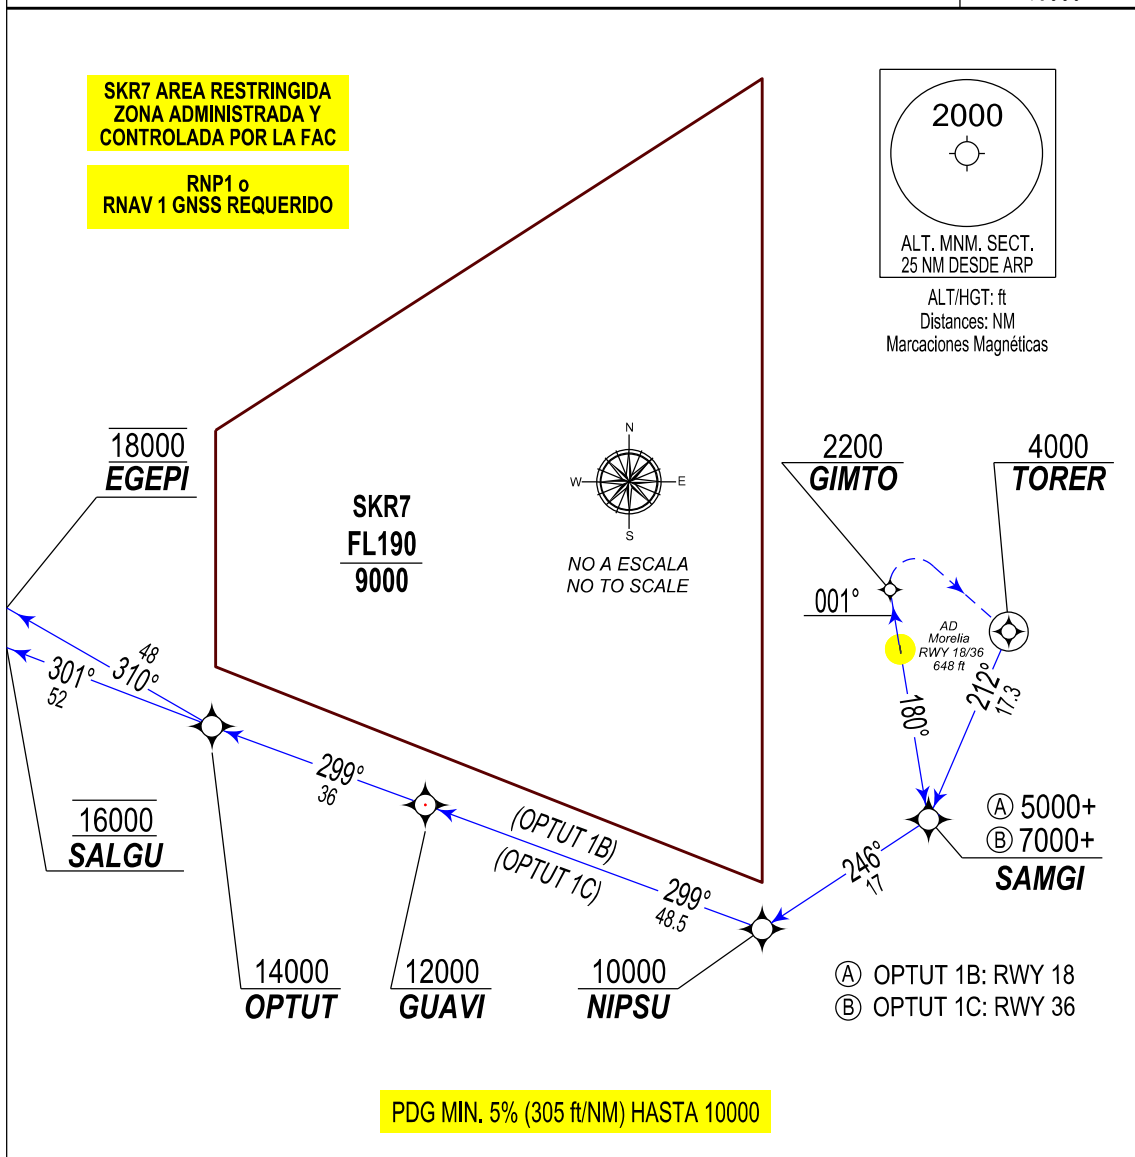 SKR7 AREA RESTRINGIDA
ZONA ADMINISTRADA Y
CONTROLADA POR LA FAC
RNP1 o
RNAV 1 GNSS REQUERIDO
2000
ALT. MNM. SECT.
25 NM DESDE ARP
ALT/HGT: ft
Distances: NM
Marcaciones Magnéticas
18000
EGEPI
SKR7
FL190
9000
N
W
E
S
NO A ESCALA
NO TO SCALE
2200
GIMTO
4000
TORER
001°
AD
Morelia
RWY 18/36
648 ft
212°
17.3
180°
48
310°
301°
52
299°
36
16000
SALGU
(OPTUT 1B)
(OPTUT 1C)
299°
48.5
246°
17
A 5000+
B 7000+
SAMGI
14000
OPTUT
12000
GUAVI
10000
NIPSU
A OPTUT 1B: RWY 18
B OPTUT 1C: RWY 36
PDG MIN. 5% (305 ft/NM) HASTA 10000